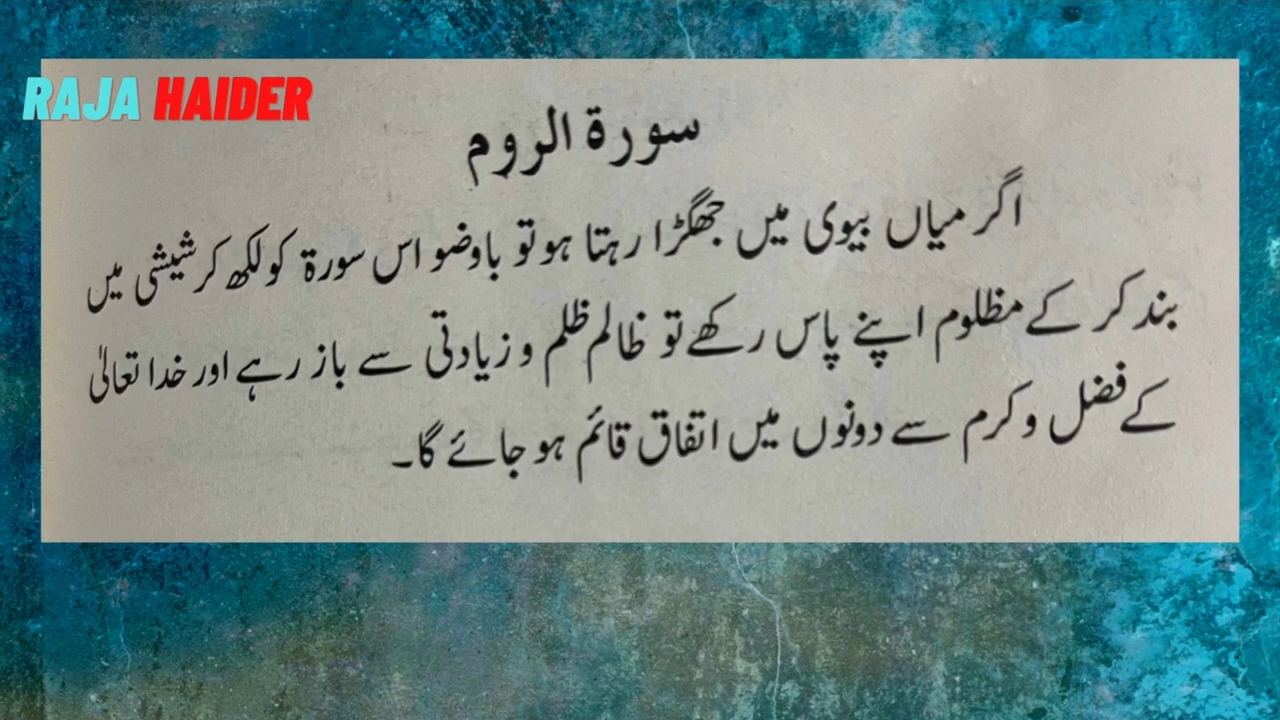 RAJA HAIDER
سورۃ الروم
اگر میاں بیوی میں جھگڑا رہتا ہو تو باوضو اس سورۃ کو لکھ کر شیشی میں
بند کر کے مظلوم اپنے پاس رکھے تو ظالم ظلم و زیادتی سے باز رہے اور خدا تعالیٰ
کے فضل و کرم سے دونوں میں اتفاق قائم ہو جائے گا۔